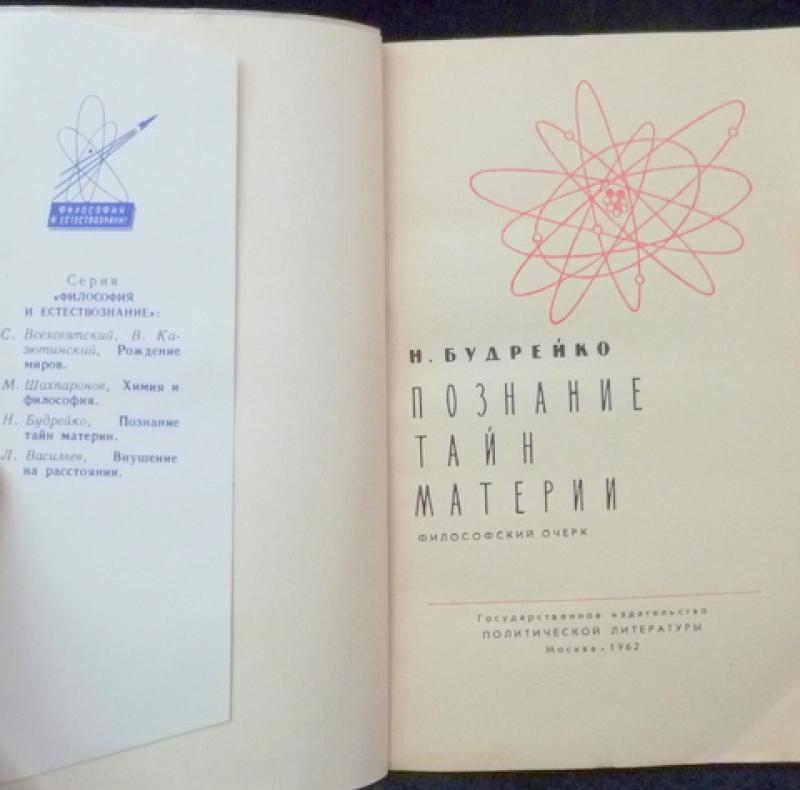 ФИЛОСОФИЯ
И ЕСТЕСТВОЗНАНИЕ
Серия
«ФИЛОСОФИЯ
И ЕСТЕСТВОЗНАНИЕ»:
С. Всехсвятский, В. Ка-
зютинский, Рождение
миров.
М. Шахпаронов, Химия и
философия.
Н. Будрейко, Познание
тайн материи.
Л. Васильев, Внушение
на расстоянии.
Н. БУДРЕЙКО
ПОЗНАНИЕ
ТАЙН
МАТЕРИИ
ФИЛОСОФСКИЙ ОЧЕРК
Государственное издательство
ПОЛИТИЧЕСКОЙ ЛИТЕРАТУРЫ
Москва • 1962